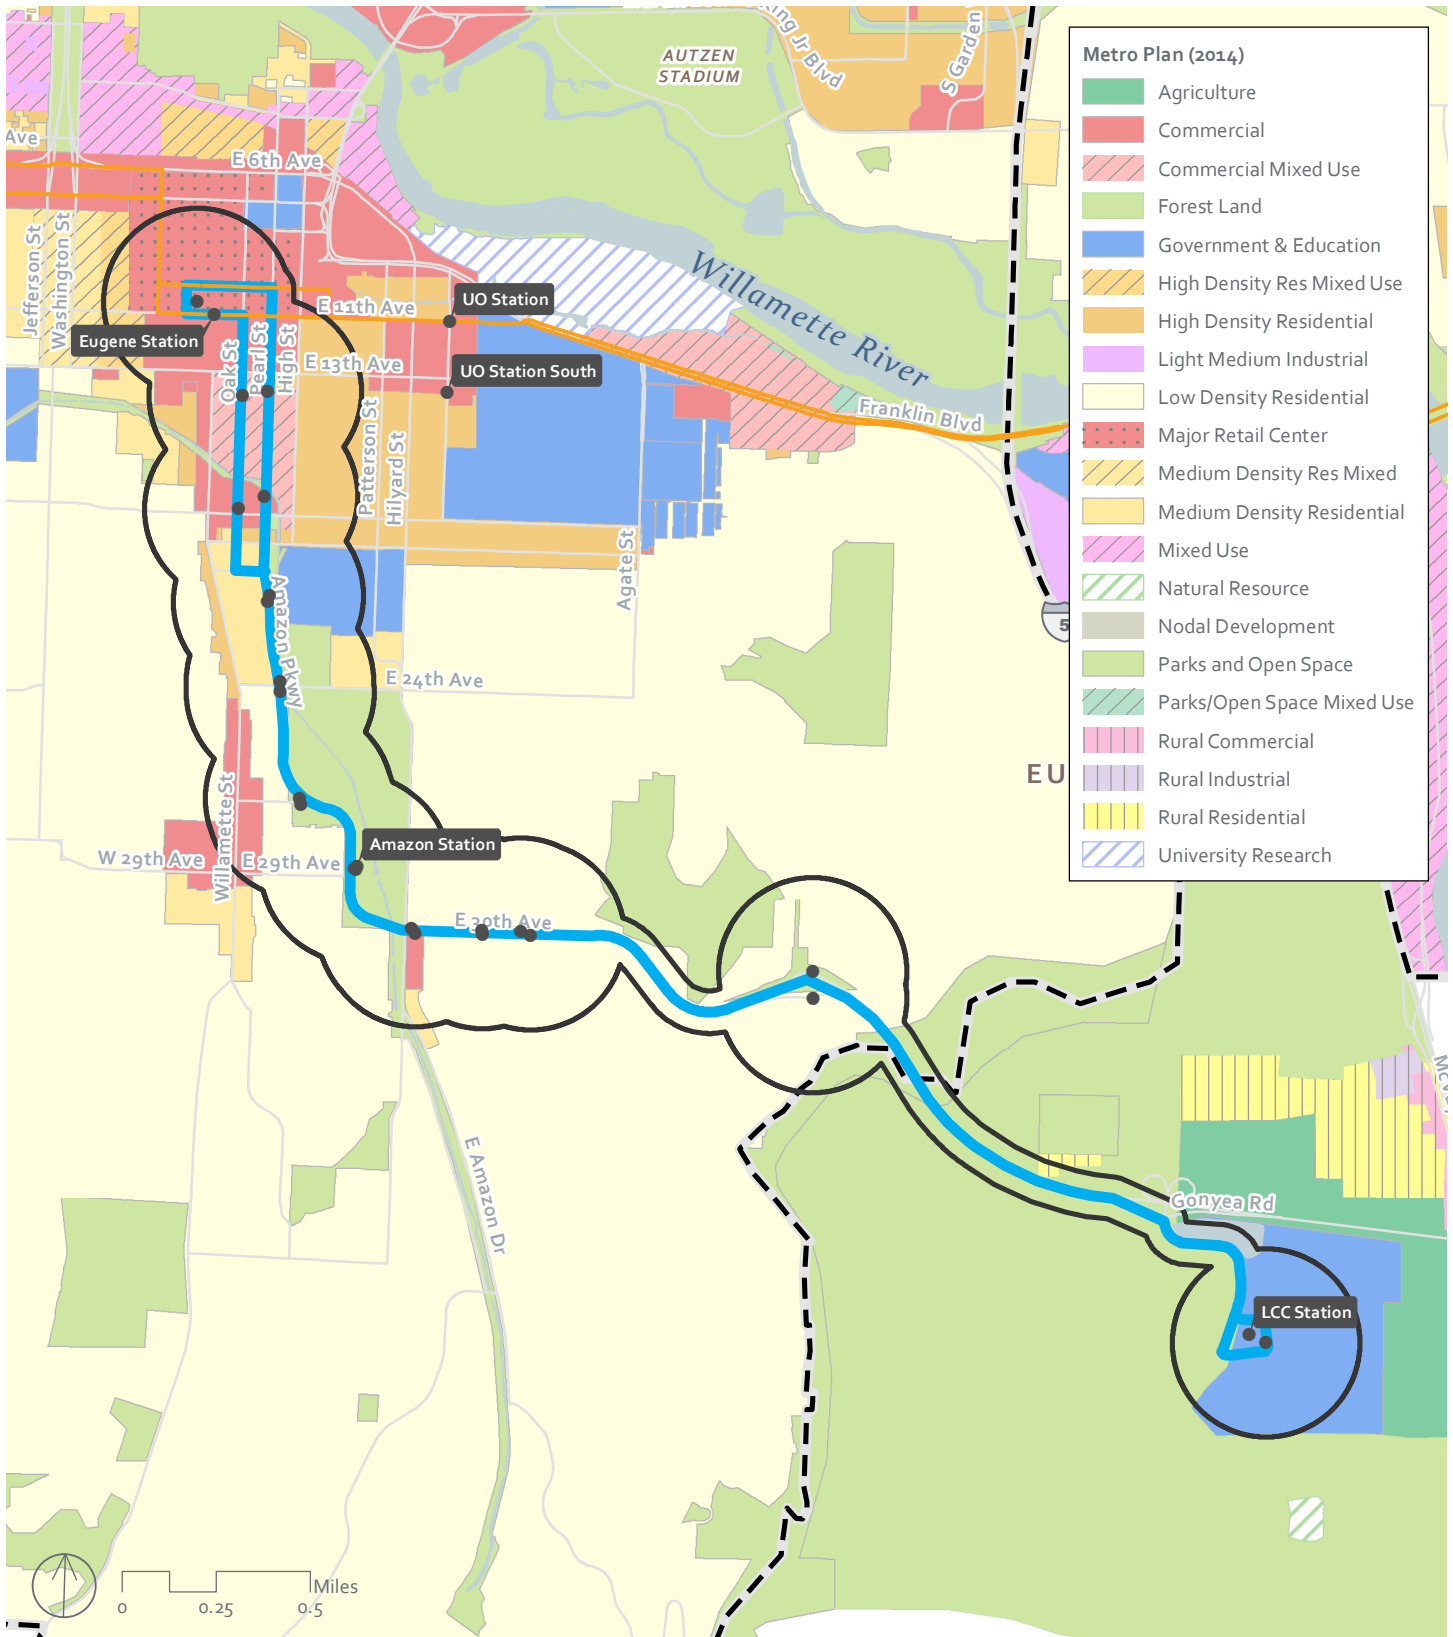 King Jr Blvd
S Garden
AUTZEN
STADIUM
Ave
E 6th Ave
Jefferson St
Washington St
E 11th Ave
UO Station
Willamette River
Eugene Station
Oak St
Pearl St
High St
E 13th Ave
UO Station South
Franklin Blvd
Patterson St
Hilyard St
Agate St
Amazon Pkwy
5
E 24th Ave
EU
Willamette St
W 29th Ave
E 29th Ave
Amazon Station
E 30th Ave
E Amazon Dr
Gonyea Rd
LCC Station
Miles
0
0.25
0.5
Metro Plan (2014)
Agriculture
Commercial
Commercial Mixed Use
Forest Land
Government & Education
High Density Res Mixed Use
High Density Residential
Light Medium Industrial
Low Density Residential
Major Retail Center
Medium Density Res Mixed
Medium Density Residential
Mixed Use
Natural Resource
Nodal Development
Parks and Open Space
Parks/Open Space Mixed Use
Rural Commercial
Rural Industrial
Rural Residential
University Research